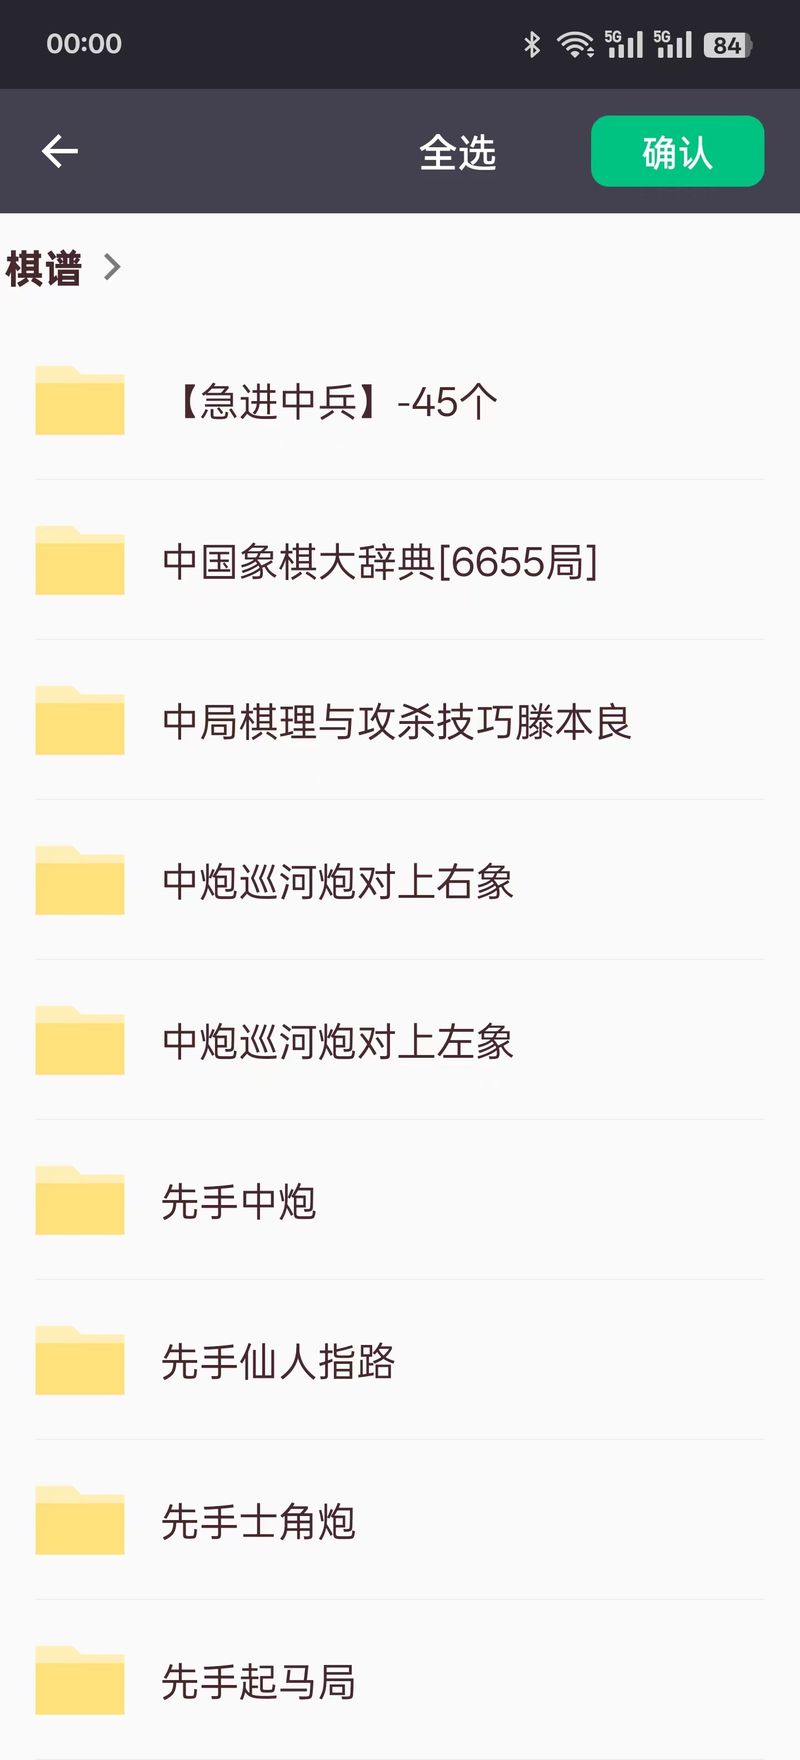 00:00 5G 5G 84
全选 确认
棋谱
【急进中兵】-45个
中国象棋大辞典[6655局]
中局棋理与攻杀技巧滕本良
中炮巡河炮对上右象
中炮巡河炮对上左象
先手中炮
先手仙人指路
先手士角炮
先手起马局